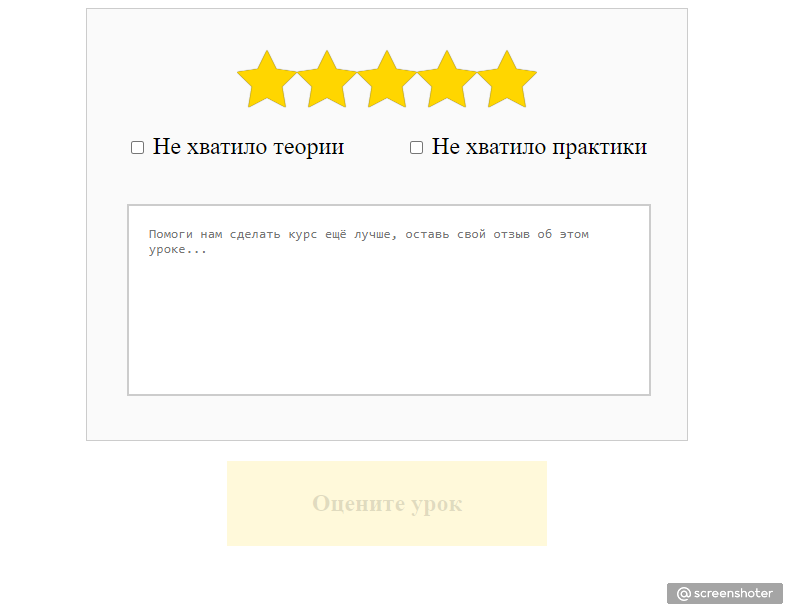 Не хватило теории Не хватило практики
Помоги нам сделать курс ещё лучше, оставь свой отзыв об этом
уроке...
Оцените урок
@screenshoter